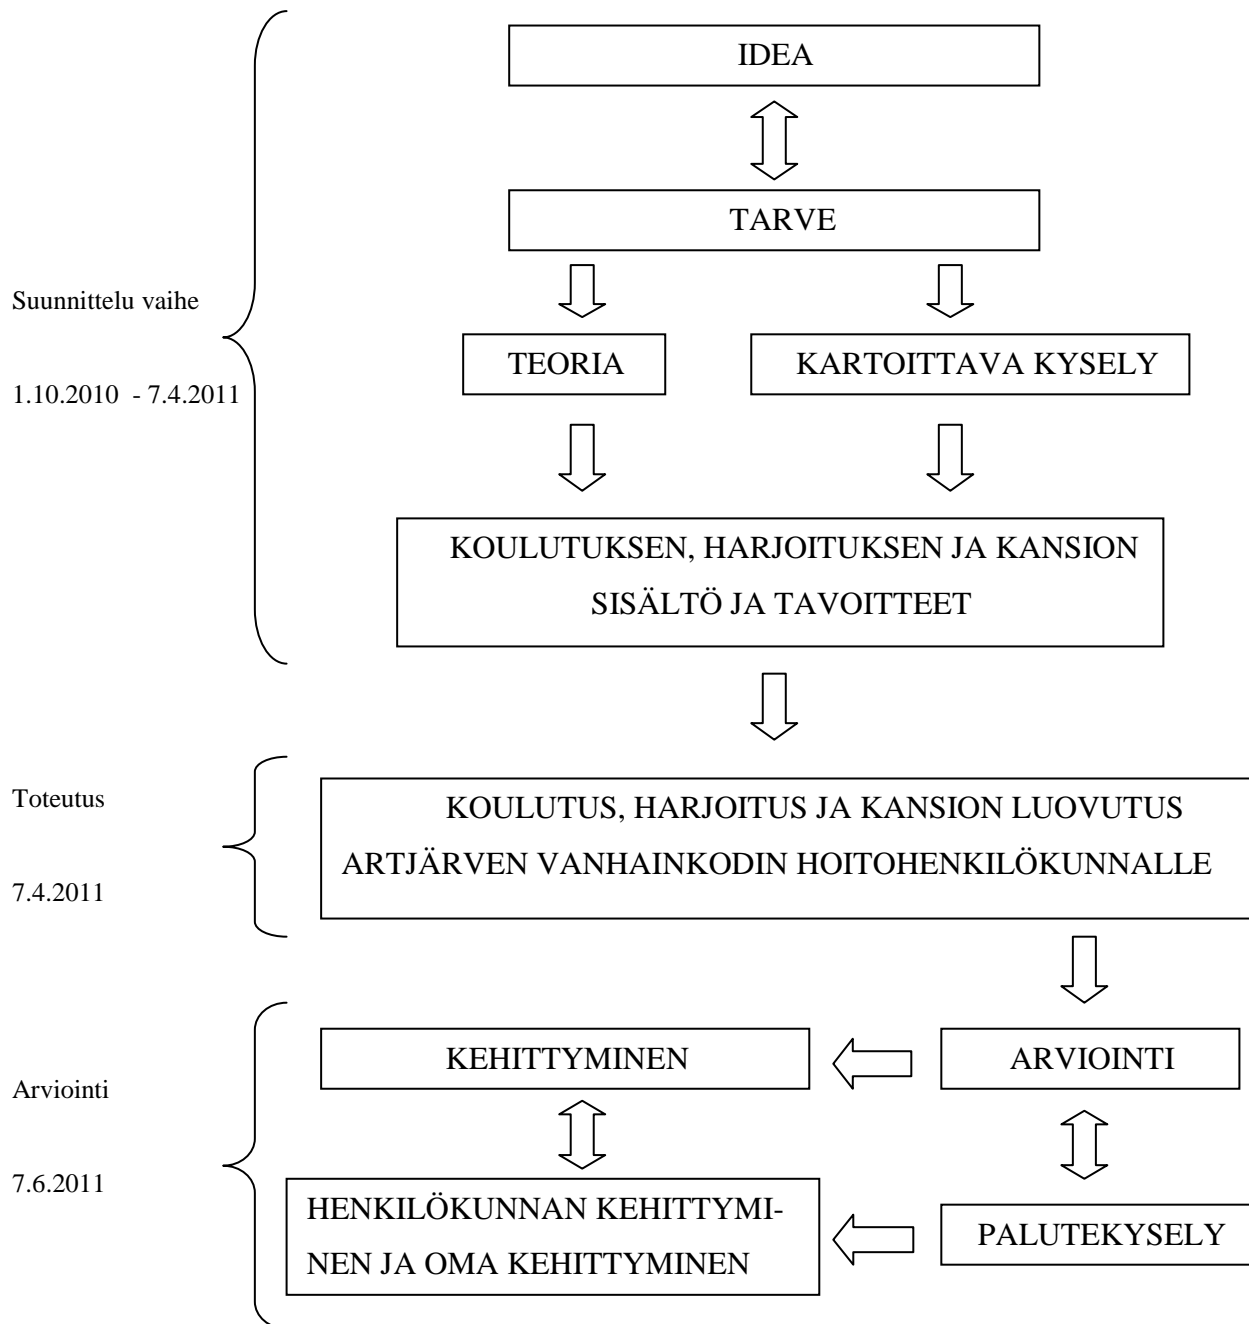 IDEA
TARVE
Suunnittelu vaihe
1.10.2010 - 7.4.2011
TEORIA
KARTOITTAVA KYSELY
KOULUTUKSEN, HARJOITUKSEN JA KANSION
SISÄLTÖ JA TAVOITTEET
Toteutus
7.4.2011
KOULUTUS, HARJOITUS JA KANSION LUOVUTUS
ARTJÄRVEN VANHAINKODIN HOITOHENKILÖKUNNALLE
Arviointi
7.6.2011
KEHITTYMINEN
ARVIOINTI
HENKILÖKUNNAN KEHITTYMI-
NEN JA OMA KEHITTYMINEN
PALUTEKYSELY